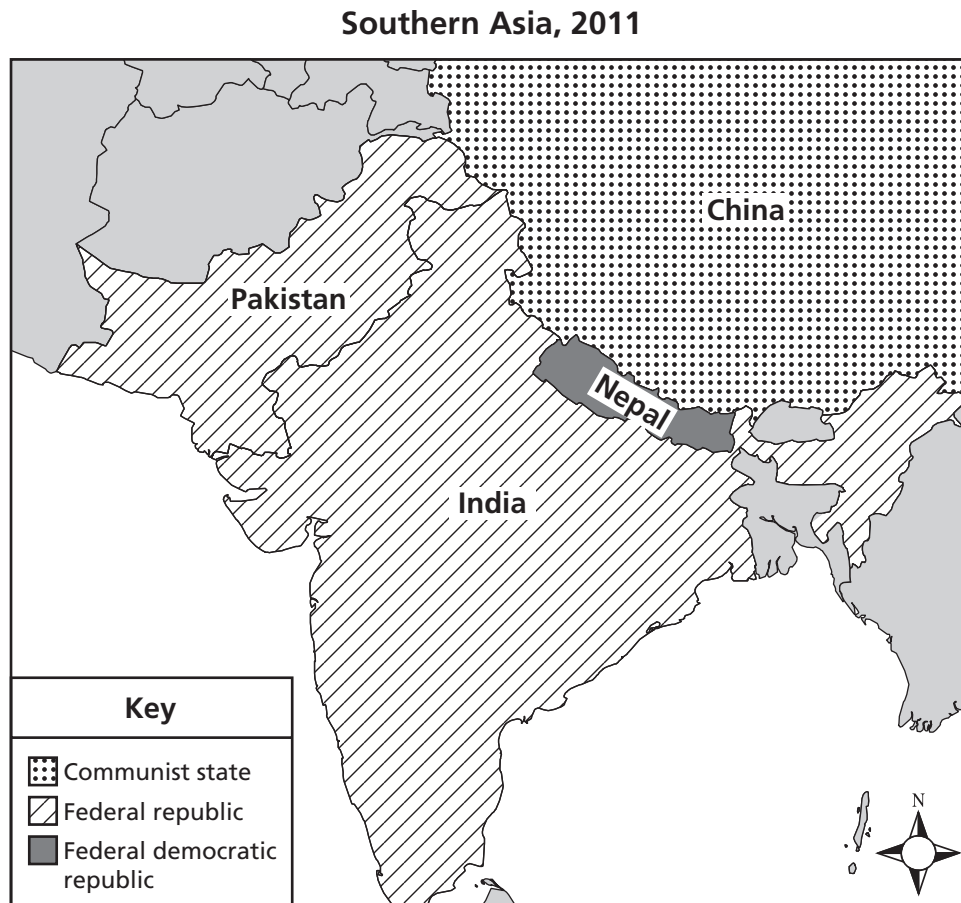 Southern Asia, 2011
China
Pakistan
Nepal
India
Key
Communist state
Federal republic
Federal democratic
republic
N